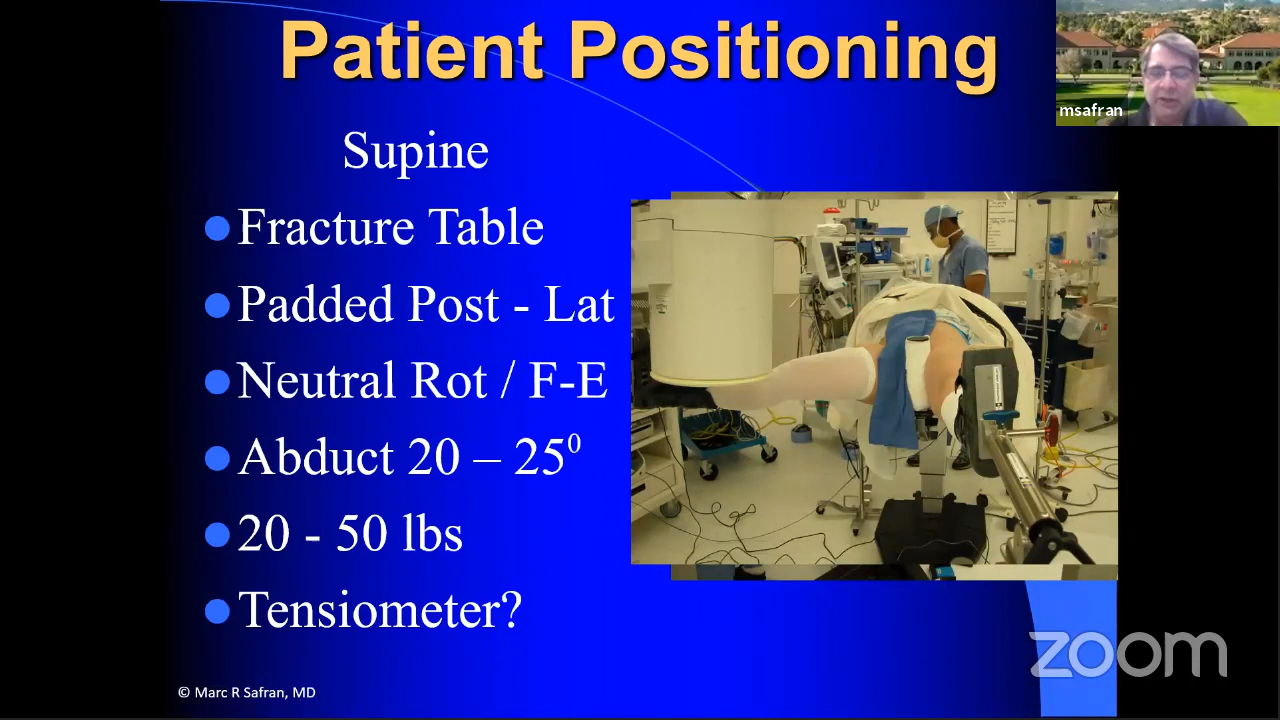 Patient Positioning
msafran
Supine
Fracture Table
Padded Post - Lat
Neutral Rot / F-E
Abduct 20 – 25⁰
20 - 50 lbs
Tensiometer?
© Marc R Safran, MD
zoom